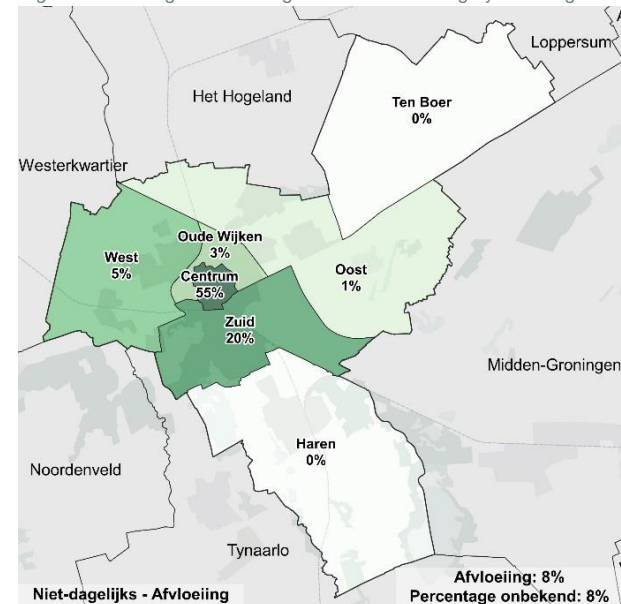 Loppersum
Het Hogeland
Ten Boer
0%
Westerkwartier
Oude Wijken
3%
West
5%
Centrum
55%
Oost
1%
Zuid
20%
Midden-Groningen
Haren
0%
Noordenveld
Tynaarlo
Afvloeiing: 8%
Niet-dagelijks - Afvloeiing
Percentage onbekend: 8%